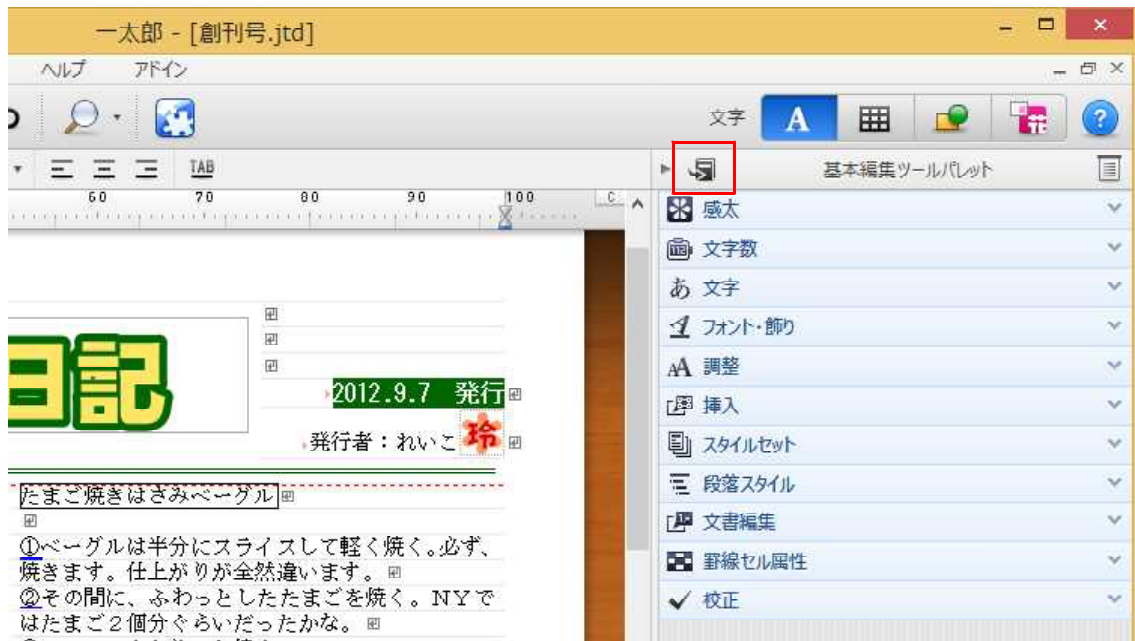 一太郎 - [創刊号.jtd]
ヘルプ アドイン
文字 A ?
TAB
基本編集ツールパレット
60 70 80 90 100 C
感太
文字数
あ 文字
フォント・飾り
AA 調整
挿入
スタイルセット
段落スタイル
文書編集
罫線セル属性
校正
日記
2012.9.7 発行
発行者：れいこ 玲
たまご焼きはさみベーグル
①ベーグルは半分にスライスして軽く焼く。必ず、
焼きます。仕上がりが全然違います。
②その間に、ふわっとしたたまごを焼く。NYで
はたまご２個分ぐらいだったかな。